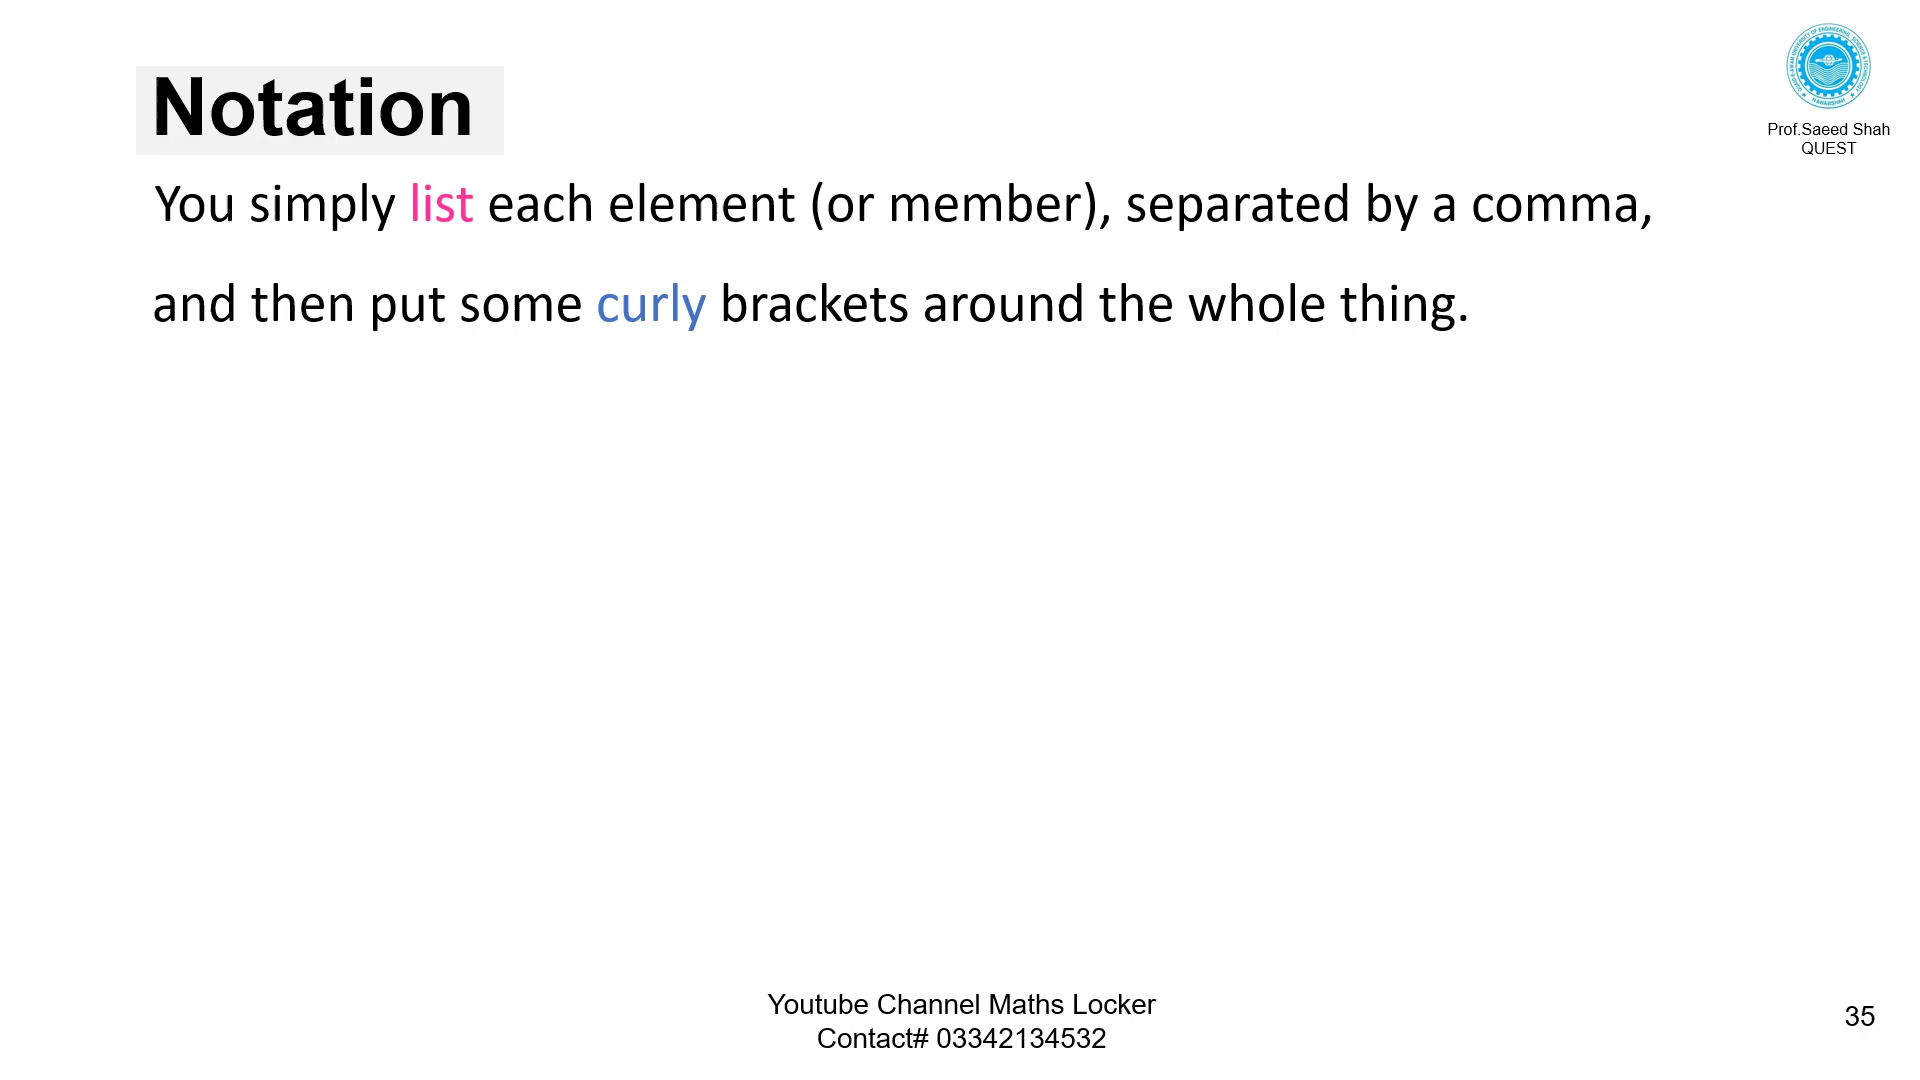 Notation
Prof.Saeed Shah
QUEST
You simply list each element (or member), separated by a comma,
and then put some curly brackets around the whole thing.
Youtube Channel Maths Locker
Contact# 03342134532
35